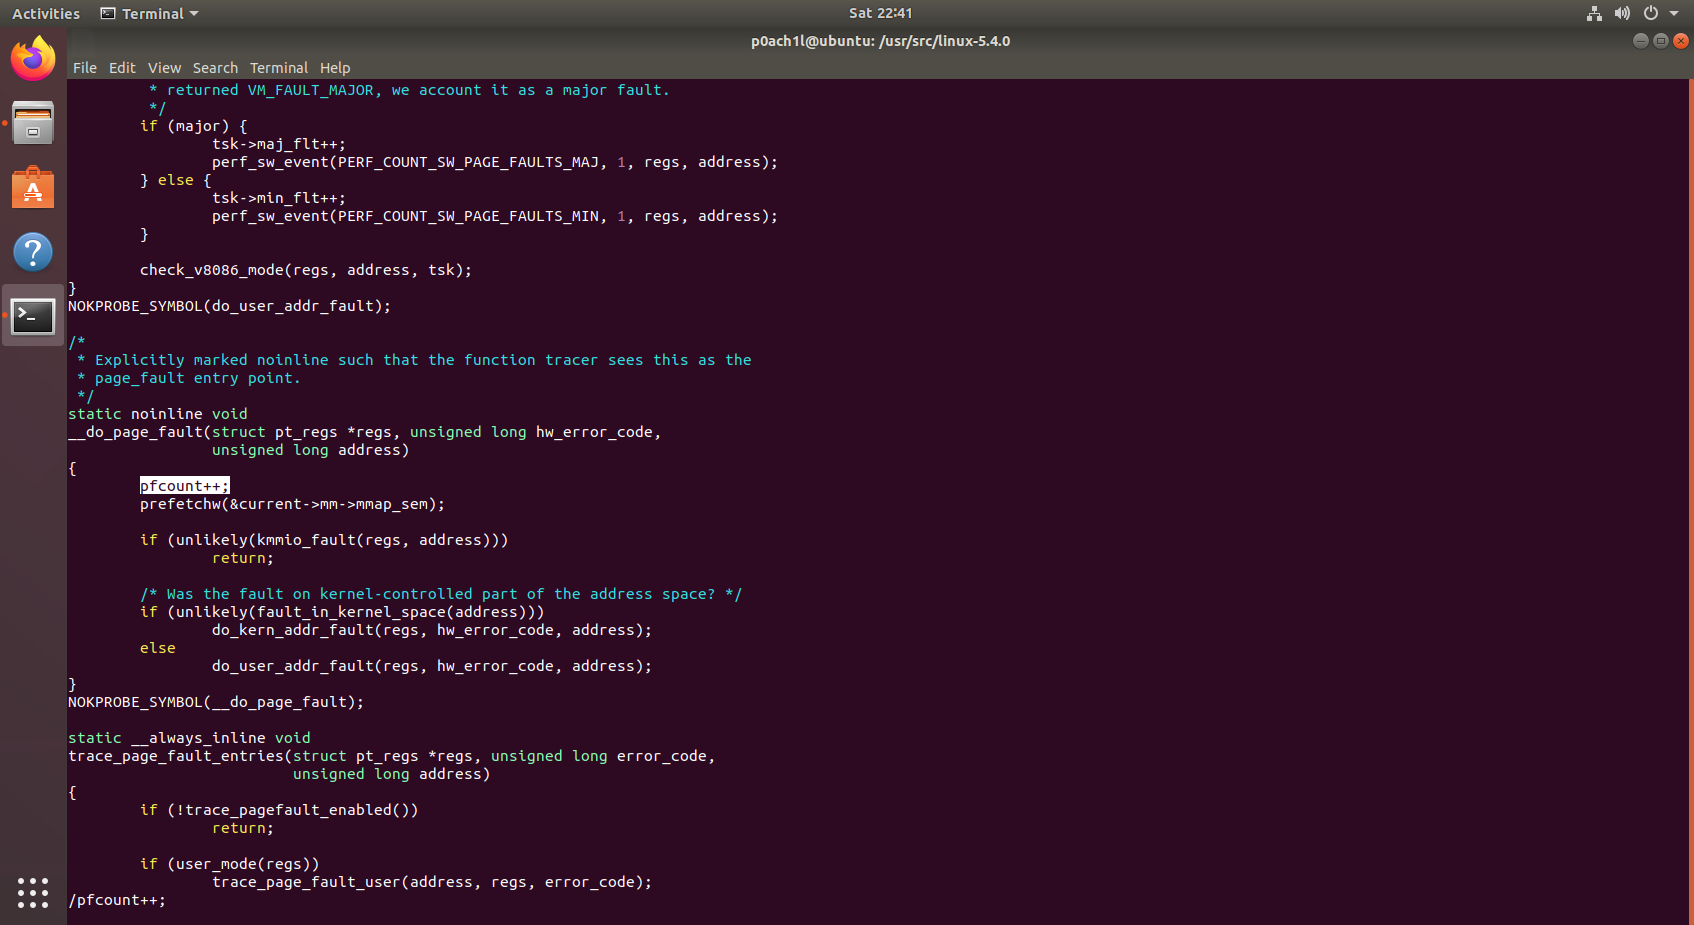 Activities Terminal Sat 22:41
p0ach1l@ubuntu: /usr/src/linux-5.4.0
File Edit View Search Terminal Help
* returned VM_FAULT_MAJOR, we account it as a major fault.
*/
if (major) {
tsk->maj_flt++;
perf_sw_event(PERF_COUNT_SW_PAGE_FAULTS_MAJ, 1, regs, address);
} else {
tsk->min_flt++;
perf_sw_event(PERF_COUNT_SW_PAGE_FAULTS_MIN, 1, regs, address);
}
check_v8086_mode(regs, address, tsk);
}
NOKPROBE_SYMBOL(do_user_addr_fault);
/*
* Explicitly marked noinline such that the function tracer sees this as the
* page_fault entry point.
*/
static noinline void
__do_page_fault(struct pt_regs *regs, unsigned long hw_error_code,
unsigned long address)
{
pfcount++;
prefetchw(&current->mm->mmap_sem);
if (unlikely(kmmio_fault(regs, address)))
return;
/* Was the fault on kernel-controlled part of the address space? */
if (unlikely(fault_in_kernel_space(address)))
do_kern_addr_fault(regs, hw_error_code, address);
else
do_user_addr_fault(regs, hw_error_code, address);
}
NOKPROBE_SYMBOL(__do_page_fault);
static __always_inline void
trace_page_fault_entries(struct pt_regs *regs, unsigned long error_code,
unsigned long address)
{
if (!trace_pagefault_enabled())
return;
if (user_mode(regs))
trace_page_fault_user(address, regs, error_code);
/pfcount++;